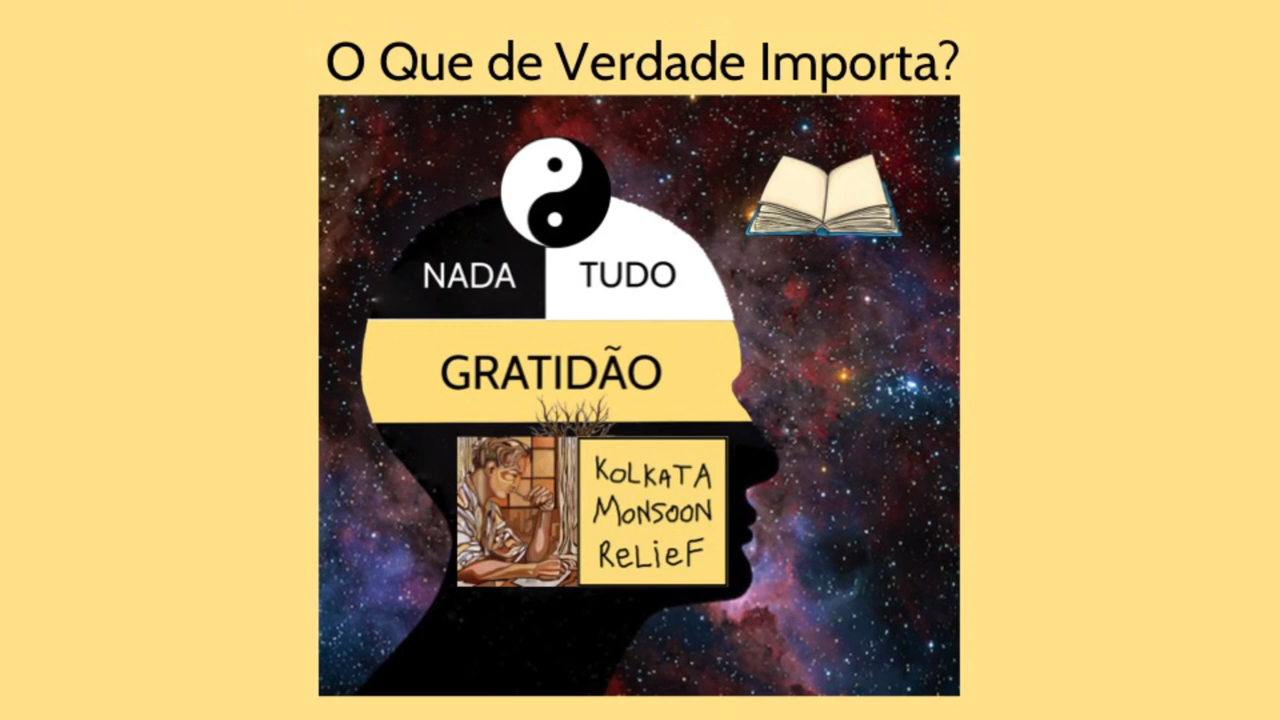 O Que de Verdade Importa?
NADA TUDO
GRATIDÃO
KOLKATA
MONSOON
ReLieF